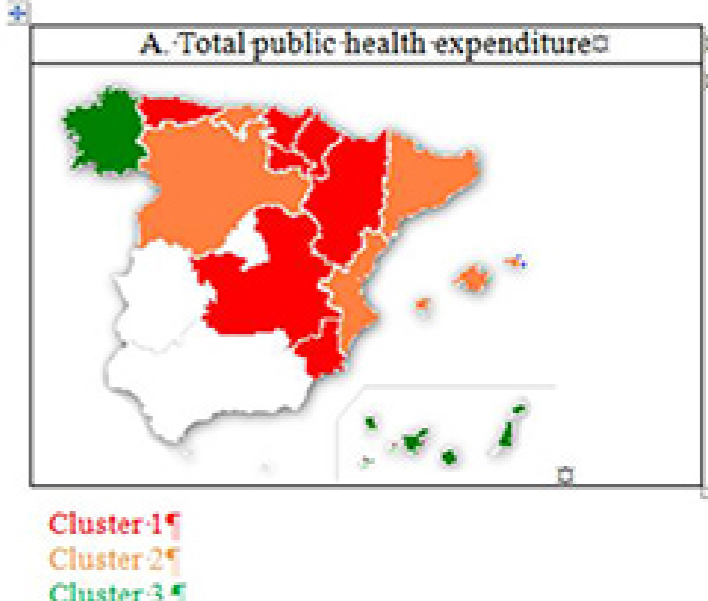 A. Total public health expenditure¤
¤
Cluster 1¶
Cluster 2¶
Cluster 3 ¶